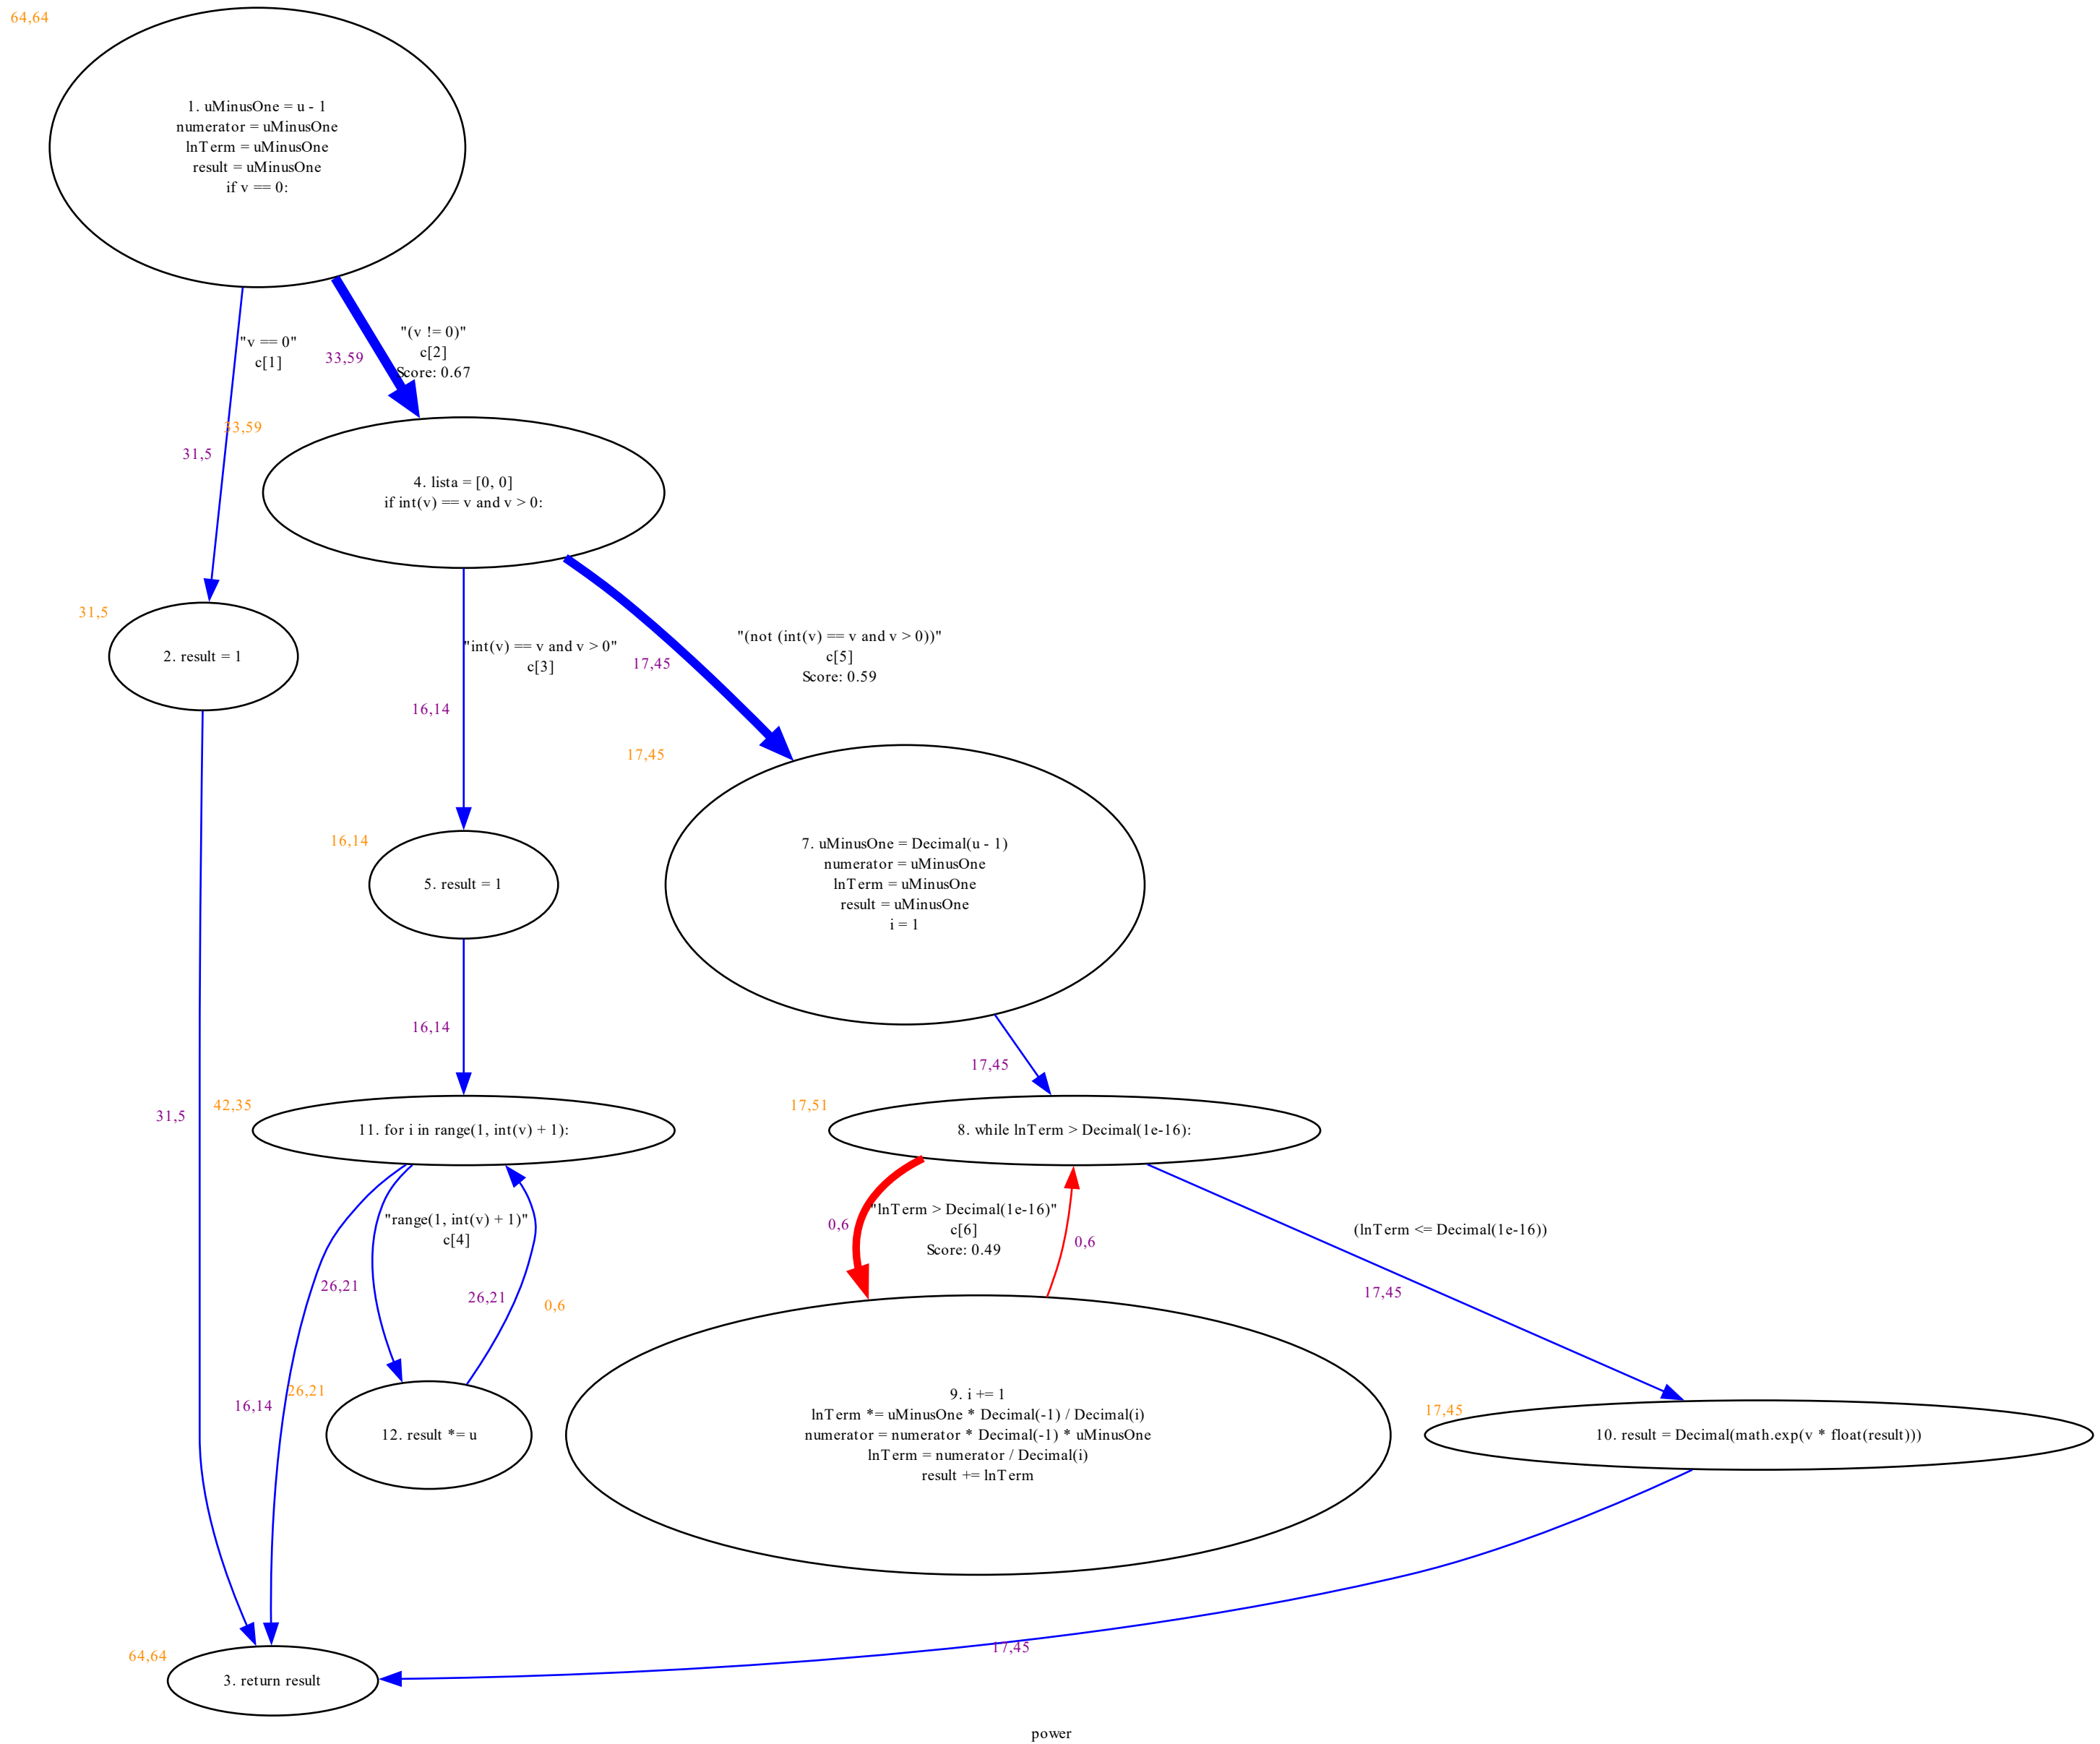 64,64
1. uMinusOne = u - 1
numerator = uMinusOne
lnTerm = uMinusOne
result = uMinusOne
if v == 0:
"v == 0"
c[1]
33,59
"(v != 0)"
c[2]
Score: 0.67
33,59
31,5
4. lista = [0, 0]
if int(v) == v and v > 0:
31,5
2. result = 1
"int(v) == v and v > 0"
c[3]
17,45
"(not (int(v) == v and v > 0))"
c[5]
Score: 0.59
16,14
17,45
16,14
5. result = 1
7. uMinusOne = Decimal(u - 1)
numerator = uMinusOne
lnTerm = uMinusOne
result = uMinusOne
i = 1
16,14
17,45
31,5
42,35
11. for i in range(1, int(v) + 1):
17,51
8. while lnTerm > Decimal(1e-16):
"range(1, int(v) + 1)"
c[4]
0,6
"lnTerm > Decimal(1e-16)"
c[6]
Score: 0.49
0,6
(lnTerm <= Decimal(1e-16))
26,21
26,21
0,6
17,45
16,14
26,21
12. result *= u
9. i += 1
lnTerm *= uMinusOne * Decimal(-1) / Decimal(i)
numerator = numerator * Decimal(-1) * uMinusOne
lnTerm = numerator / Decimal(i)
result += lnTerm
17,45
10. result = Decimal(math.exp(v * float(result)))
64,64
3. return result
17,45
power